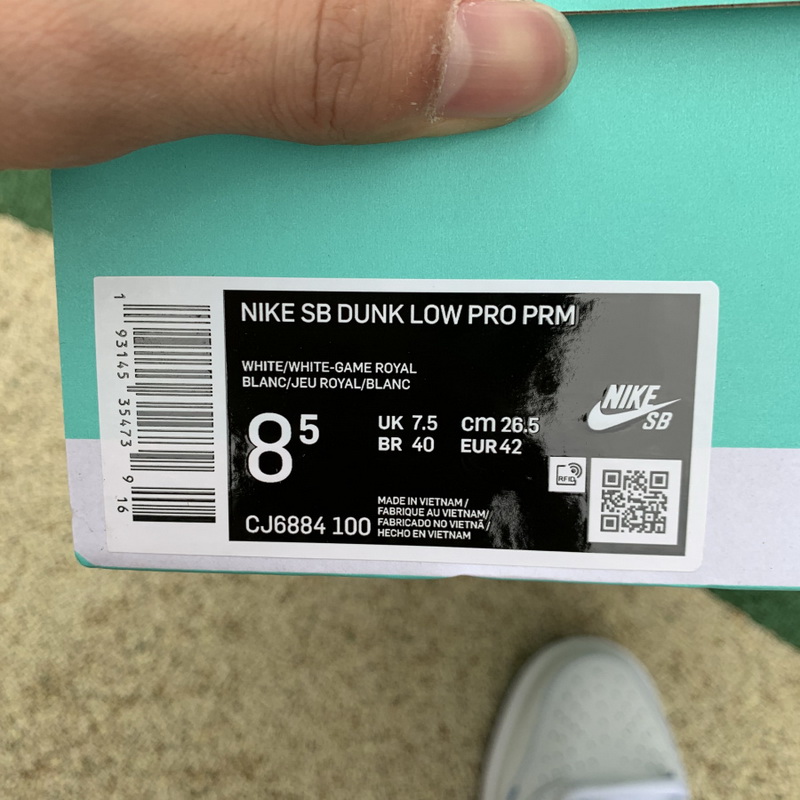 1 93145 35473 9 16
NIKE SB DUNK LOW PRO PRM
WHITE/WHITE-GAME ROYAL
BLANC/JEU ROYAL/BLANC
8 5
UK 7.5 cm 26.5
BR 40 EUR 42
NIKE
SB
RFID
MADE IN VIETNAM /
FABRIQUE AU VIETNAM/
FABRICADO NO VIETNÃ /
HECHO EN VIETNAM
CJ6884 100